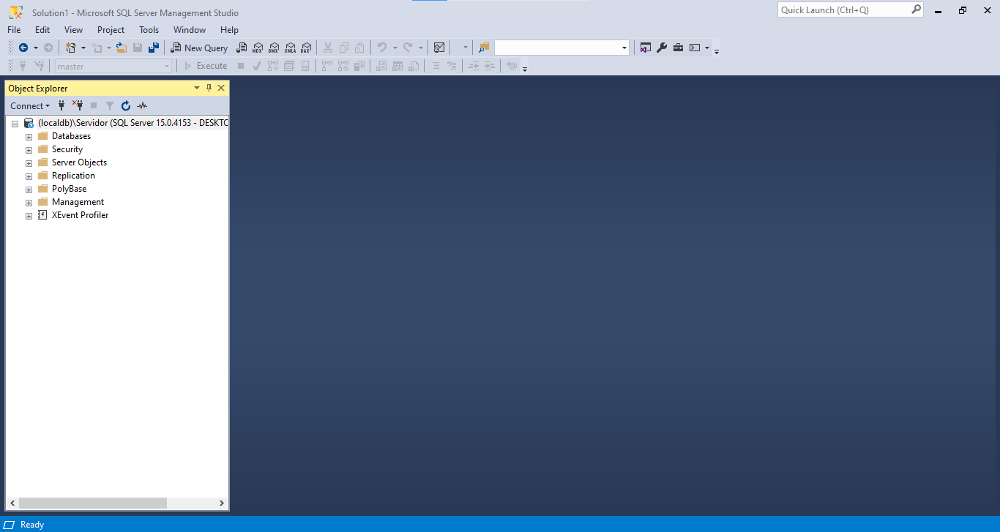 Solution1 - Microsoft SQL Server Management Studio
Quick Launch (Ctrl+Q)
File Edit View Project Tools Window Help
New Query MDX DMX XMLA DAX
master Execute
Object Explorer
Connect
(localdb)\Servidor (SQL Server 15.0.4153 - DESKTO
Databases
Security
Server Objects
Replication
PolyBase
Management
XEvent Profiler
Ready